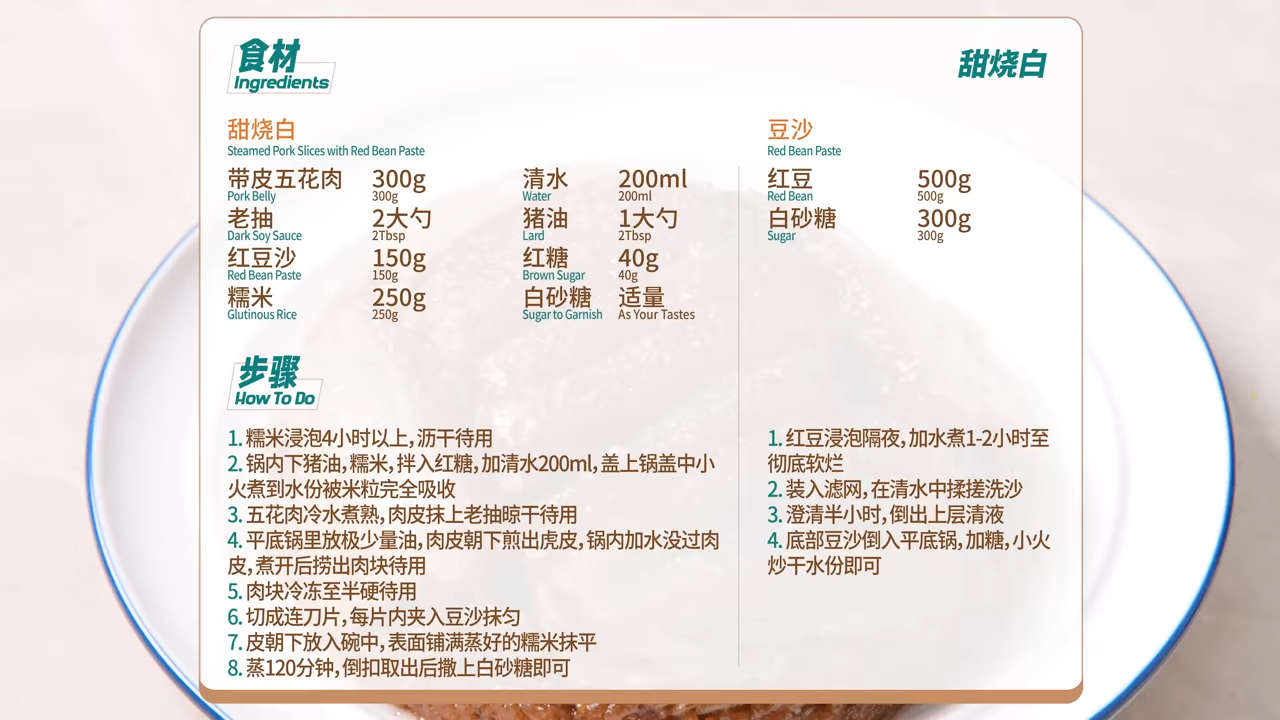 食材
Ingredients
甜烧白
甜烧白
Steamed Pork Slices with Red Bean Paste
带皮五花肉 300g
Pork Belly 300g
老抽 2大勺
Dark Soy Sauce 2Tbsp
红豆沙 150g
Red Bean Paste 150g
糯米 250g
Glutinous Rice 250g
清水 200ml
Water 200ml
猪油 1大勺
Lard 2Tbsp
红糖 40g
Brown Sugar 40g
白砂糖 适量
Sugar to Garnish As Your Tastes
豆沙
Red Bean Paste
红豆 500g
Red Bean 500g
白砂糖 300g
Sugar 300g
步骤
How To Do
1. 糯米浸泡4小时以上,沥干待用
2. 锅内下猪油,糯米,拌入红糖,加清水200ml,盖上锅盖中小
火煮到水份被米粒完全吸收
3. 五花肉冷水煮熟,肉皮抹上老抽晾干待用
4. 平底锅里放极少量油,肉皮朝下煎出虎皮,锅内加水没过肉
皮,煮开后捞出肉块待用
5. 肉块冷冻至半硬待用
6. 切成连刀片,每片内夹入豆沙抹匀
7. 皮朝下放入碗中,表面铺满蒸好的糯米抹平
8. 蒸120分钟,倒扣取出后撒上白砂糖即可
1. 红豆浸泡隔夜,加水煮1-2小时至
彻底软烂
2. 装入滤网,在清水中揉搓洗沙
3. 澄清半小时,倒出上层清液
4. 底部豆沙倒入平底锅,加糖,小火
炒干水份即可